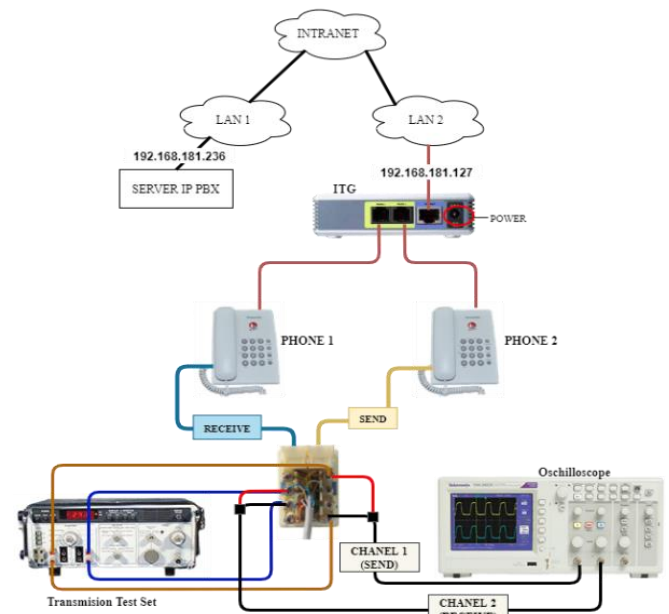 INTRANET
LAN 1
LAN 2
192.168.181.236
192.168.181.127
SERVER IP PBX
ITG
POWER
PHONE 1
PHONE 2
SEND
RECEIVE
Oschilloscope
Tektronix
CHANEL 1
(SEND)
Transmision Test Set
CHANEL 2